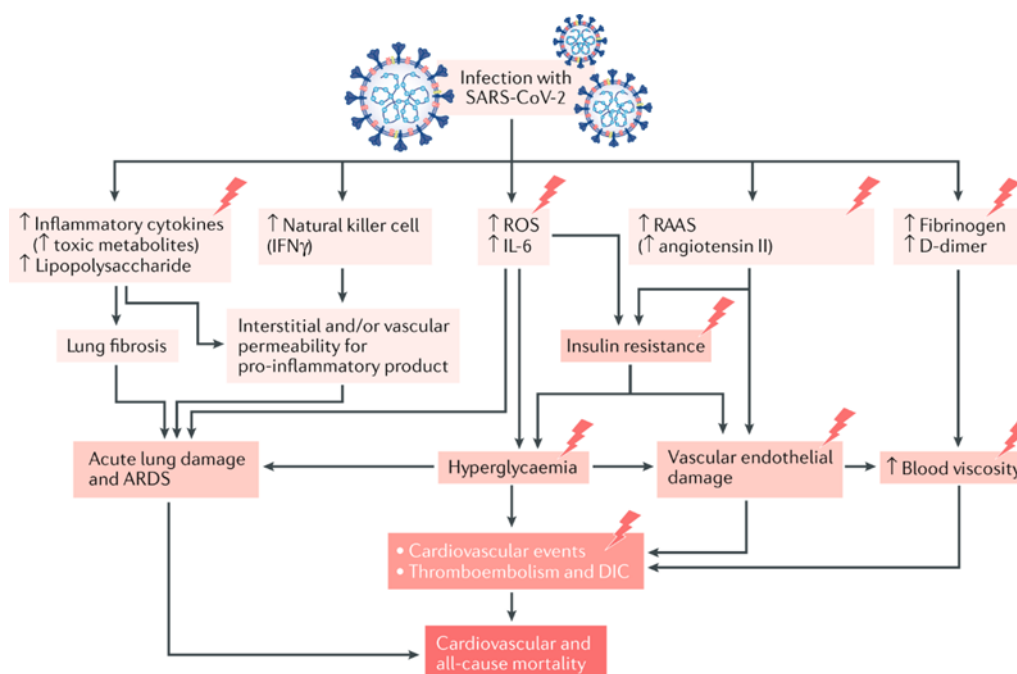 Infection with
SARS-CoV-2
↑ Inflammatory cytokines
(↑ toxic metabolites)
↑ Lipopolysaccharide
↑ Natural killer cell
(IFNγ)
↑ ROS
↑ IL-6
↑ RAAS
(↑ angiotensin II)
↑ Fibrinogen
↑ D-dimer
Lung fibrosis
Interstitial and/or vascular
permeability for
pro-inflammatory product
Insulin resistance
Acute lung damage
and ARDS
Hyperglycaemia
Vascular endothelial
damage
↑ Blood viscosity
• Cardiovascular events
• Thromboembolism and DIC
Cardiovascular and
all-cause mortality